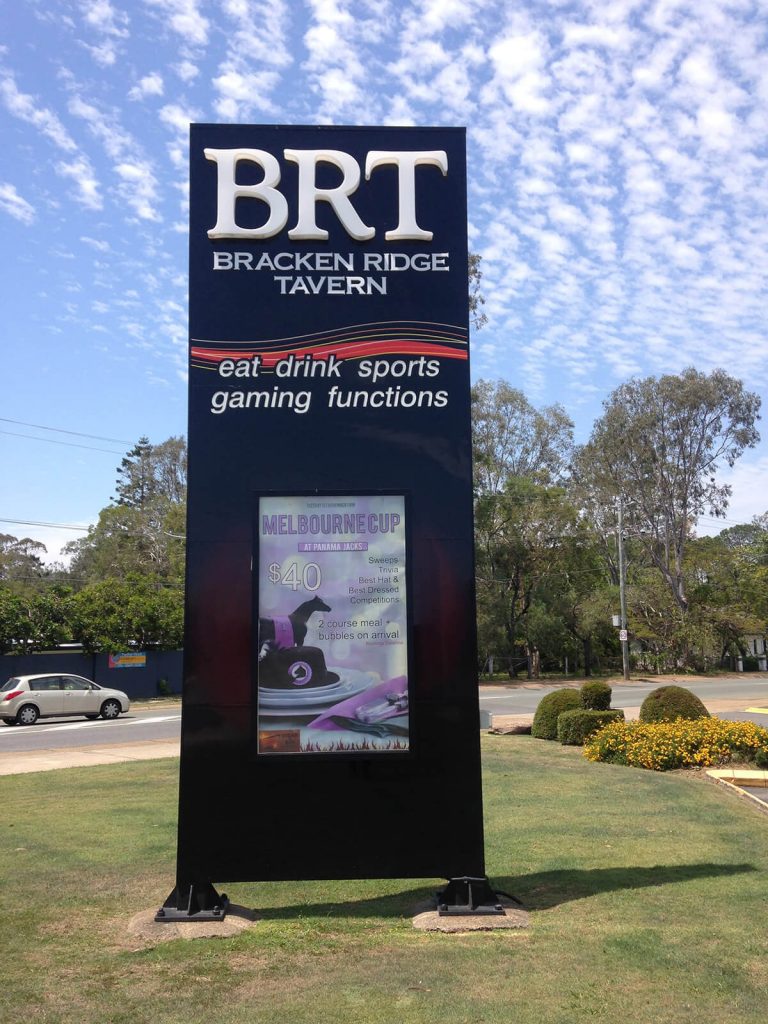 BRT
BRACKEN RIDGE
TAVERN
eat drink sports
gaming functions
MELBOURNE CUP
AT PANAMA JACKS
$40
Sweeps
Trivia
Best Hat &
Best Dressed
Competitions
2 course meal +
bubbles on arrival